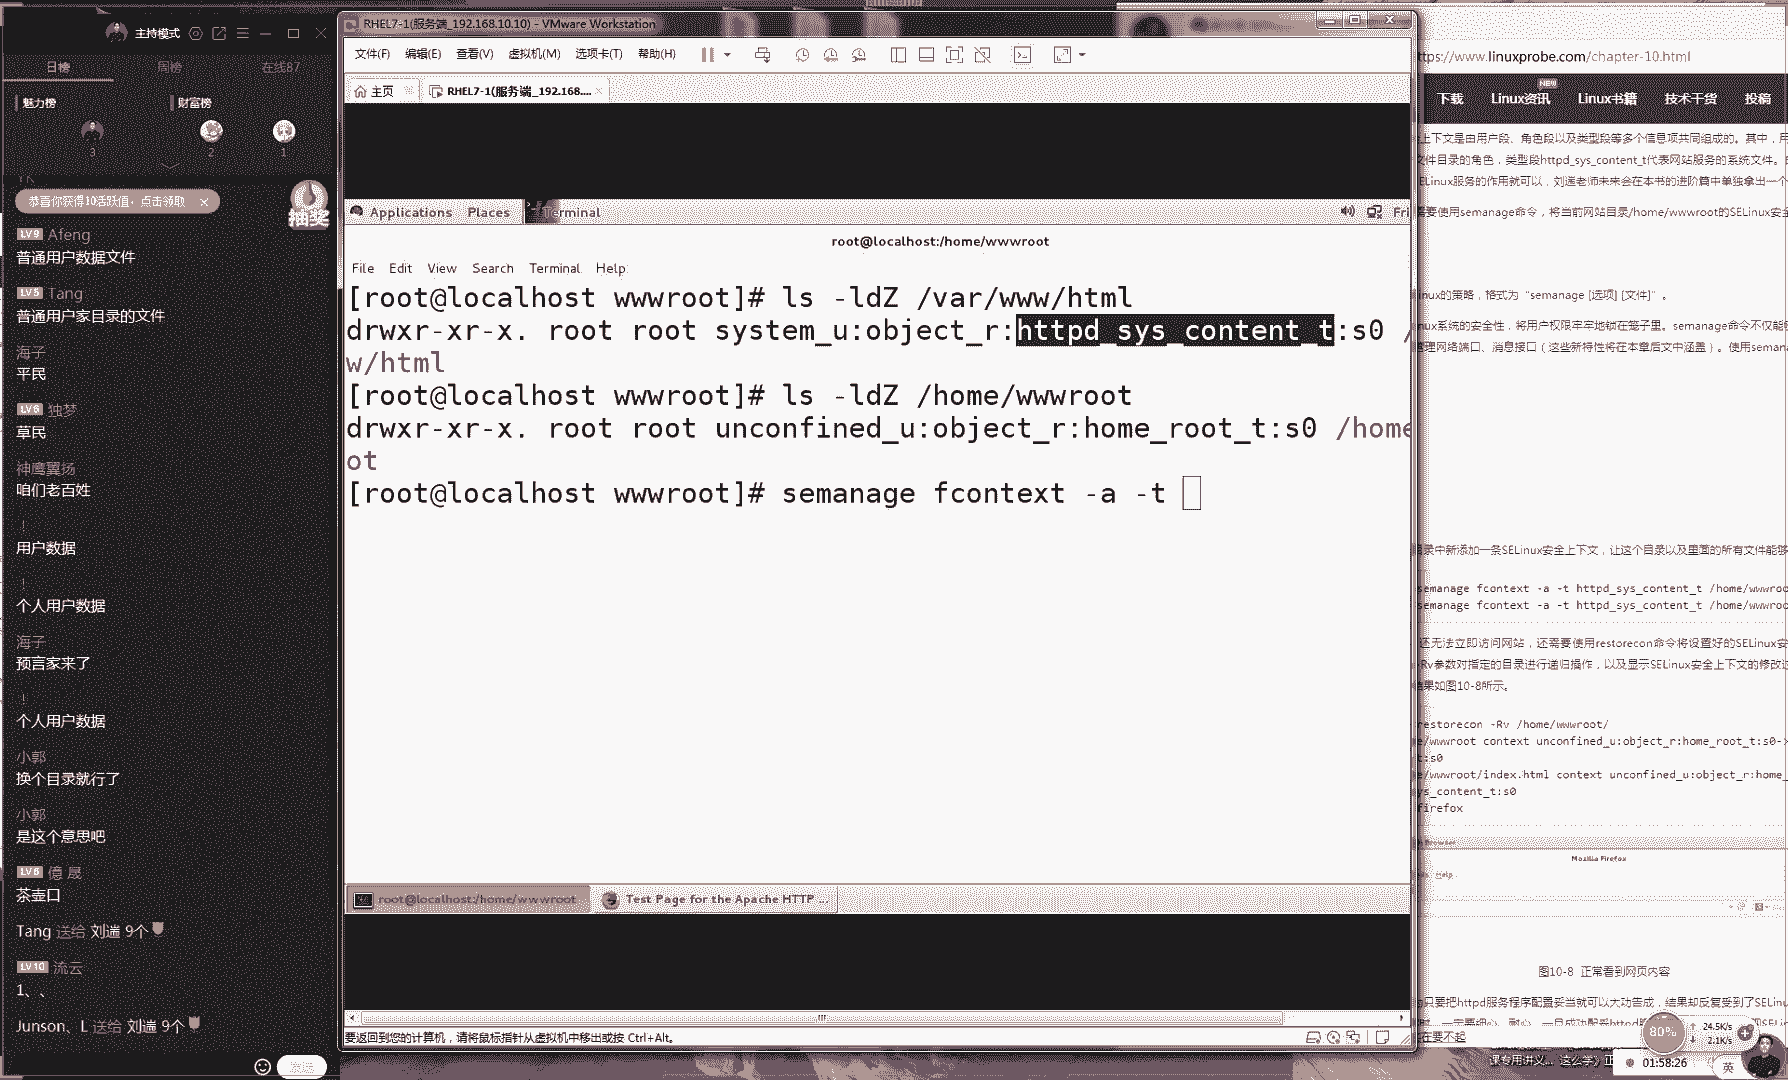 主持模式
日榜 周榜 在线87
魅力榜 财富榜
3 2 1
恭喜你获得10活跃值，点击领取
抽奖
LV9 Afeng
普通用户数据文件
LV5 Tang
普通用户家目录的文件
海子
平民
LV6 独梦
草民
神鹰翼扬
咱们老百姓
！
用户数据
！
个人用户数据
海子
预言家来了
！
个人用户数据
小郭
换个目录就行了
小郭
是这个意思吧
LV6 億 晟
茶壶口
Tang 送给 刘遄 9个
LV10 流云
1、、
Junson、L 送给 刘遄 9个
发送
RHEL7-1(服务端_192.168.10.10) - VMware Workstation
文件(F) 编辑(E) 查看(V) 虚拟机(M) 选项卡(T) 帮助(H)
主页 RHEL7-1(服务端_192.168....
Applications Places Terminal Fri
root@localhost:/home/wwwroot
File Edit View Search Terminal Help
[root@localhost wwwroot]# ls -ldZ /var/www/html
drwxr-xr-x. root root system_u:object_r:httpd_sys_content_t:s0 /
w/html
[root@localhost wwwroot]# ls -ldZ /home/wwwroot
drwxr-xr-x. root root unconfined_u:object_r:home_root_t:s0 /home
ot
[root@localhost wwwroot]# semanage fcontext -a -t
root@localhost:/home/wwwroot Test Page for the Apache HTTP ...
要返回到您的计算机，请将鼠标指针从虚拟机中移出或按 Ctrl+Alt。
ttps://www.linuxprobe.com/chapter-10.html
NEW
下载 Linux资讯 Linux书籍 技术干货 投稿
上下文是由用户段、角色段以及类型段等多个信息项共同组成的。其中，用
文件目录的角色，类型段httpd_sys_content_t代表网站服务的系统文件。
ELinux服务的作用就可以，刘遄老师未来会在本书的进阶篇中单独拿出一个
需要使用semanage命令，将当前网站目录/home/wwwroot的SELinux安全
inux的策略，格式为“semanage [选项] [文件]”。
nux系统的安全性，将用户权限牢牢地锁在笼子里。semanage命令不仅能
管理网络端口、消息接口（这些新特性将在本章后文中涵盖）。使用seman
目录中新添加一条SELinux安全上下文，让这个目录以及里面的所有文件能够
semanage fcontext -a -t httpd_sys_content_t /home/wwwroo
semanage fcontext -a -t httpd_sys_content_t /home/wwwroo
还无法立即访问网站，还需要使用restorecon命令将设置好的SELinux安
-Rv参数对指定的目录进行递归操作，以及显示SELinux安全上下文的修改过
结果如图10-8所示。
restorecon -Rv /home/wwwroot/
e/wwwroot context unconfined_u:object_r:home_root_t:s0->
t:s0
e/wwwroot/index.html context unconfined_u:object_r:home_
ys_content_t:s0
firefox
Mozilla Firefox
Help
图10-8 正常看到网页内容
只要把httpd服务程序配置妥当就可以大功告成，结果却反复受到了SELinu
在要不起
80% 24.5K/s
2.1K/s
01:58:26 英